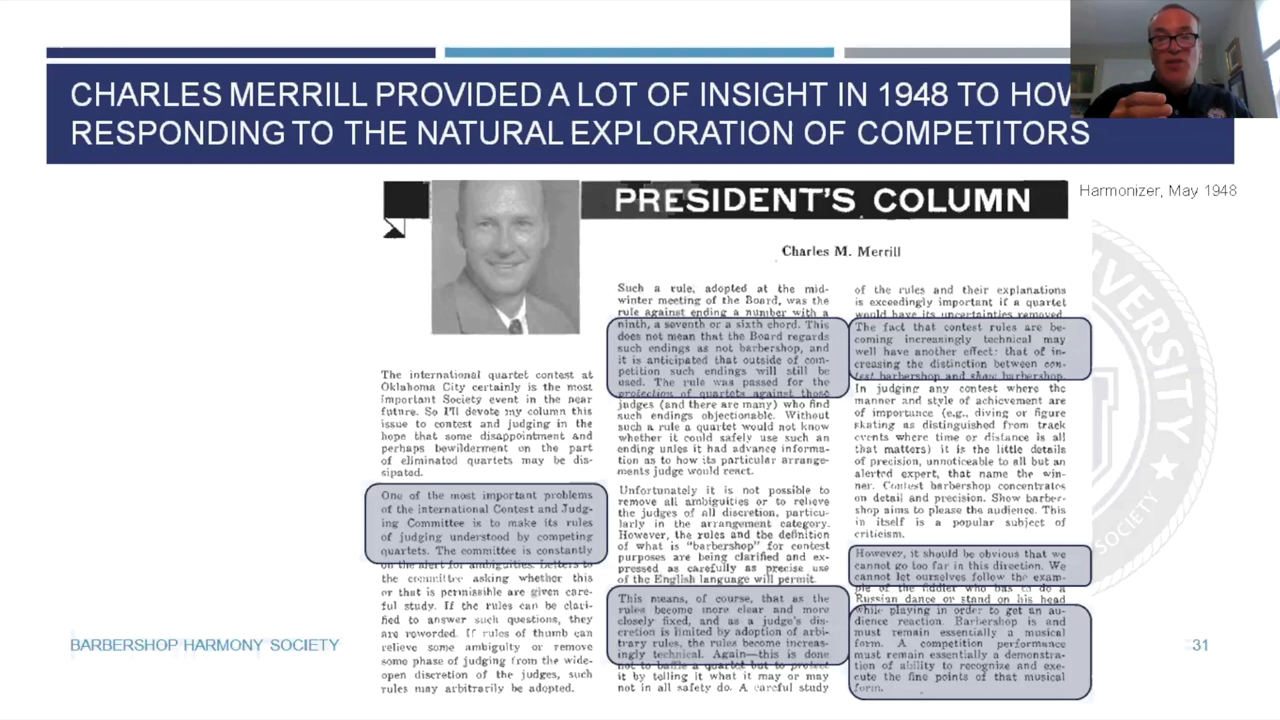 CHARLES MERRILL PROVIDED A LOT OF INSIGHT IN 1948 TO HOW
RESPONDING TO THE NATURAL EXPLORATION OF COMPETITORS
Harmonizer, May 1948
PRESIDENT'S COLUMN
Charles M. Merrill
The international quartet contest at
Oklahoma City certainly is the most
important Society event in the near
future. So I'll devote my column this
issue to contest and judging in the
hope that some disappointment and
perhaps bewilderment on the part
of eliminated quartets may be dis-
sipated.
One of the most important problems
of the international Contest and Judg-
ing Committee is to make its rules
of judging understood by competing
quartets. The committee is constantly
on the alert for ambiguities. Letters to
the committee asking whether this
or that is permissible are given care-
ful study. If the rules can be clari-
fied to answer such questions, they
are reworded. If rules of thumb can
relieve some ambiguity or remove
some phase of judging from the wide-
open discretion of the judges, such
rules may arbitrarily be adopted.
Such a rule, adopted at the mid-
winter meeting of the Board, was the
rule against ending a number with a
ninth, a seventh or a sixth chord. This
does not mean that the Board regards
such endings as not barbershop, and
it is anticipated that outside of com-
petition such endings will still be
used. The rule was passed for the
protection of quartets against those
judges (and there are many) who find
such endings objectionable. Without
such a rule a quartet would not know
whether it could safely use such an
ending unless it had advance informa-
tion as to how its particular arrange-
ments judge would react.
Unfortunately it is not possible to
remove all ambiguities or to relieve
the judges of all discretion, particu-
larly in the arrangement category.
However, the rules and the definition
of what is "barbershop" for contest
purposes are being clarified and ex-
pressed as carefully as precise use
of the English language will permit.
This means, of course, that as the
rules become more clear and more
closely fixed, and as a judge's dis-
cretion is limited by adoption of arbi-
trary rules, the rules become increas-
ingly technical. Again—this is done
not to baffle a quartet but to protect
it by telling it what it may or may
not in all safety do. A careful study
of the rules and their explanations
is exceedingly important if a quartet
would have its uncertainties removed.
The fact that contest rules are be-
coming increasingly technical may
well have another effect: that of in-
creasing the distinction between con-
test barbershop and show barbershop.
In judging any contest where the
manner and style of achievement are
of importance (e.g., diving or figure
skating as distinguished from track
events where time or distance is all
that matters) it is the little details
of precision, unnoticeable to all but an
alerted expert, that name the win-
ner. Contest barbershop concentrates
on detail and precision. Show barber-
shop aims to please the audience. This
in itself is a popular subject of
criticism.
However, it should be obvious that we
cannot go too far in this direction. We
cannot let ourselves follow the exam-
ple of the fiddler who has to do a
Russian dance or stand on his head
while playing in order to get an au-
dience reaction. Barbershop is and
must remain essentially a musical
form. A competition performance
must remain essentially a demonstra-
tion of ability to recognize and exe-
cute the fine points of that musical
form.
VERSITY
SOCIETY
BARBERSHOP HARMONY SOCIETY
31